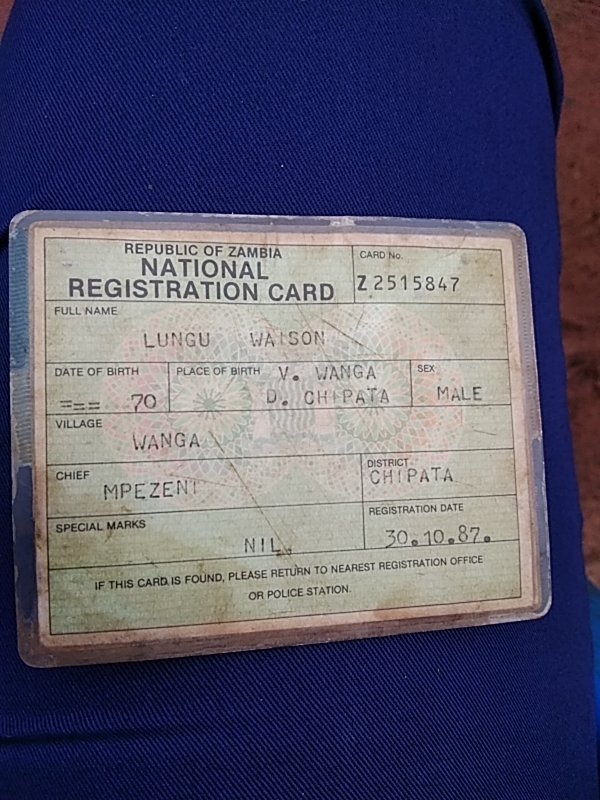 REPUBLIC OF ZAMBIA
NATIONAL
REGISTRATION CARD
CARD No.
Z 2515847
FULL NAME
LUNGU WATSON
DATE OF BIRTH
=== 70
PLACE OF BIRTH V. WANGA
D. CHIPATA
SEX
MALE
VILLAGE
WANGA
CHIEF
MPEZENI
DISTRICT
CHIPATA
SPECIAL MARKS
NIL.
REGISTRATION DATE
30.10.87.
IF THIS CARD IS FOUND, PLEASE RETURN TO NEAREST REGISTRATION OFFICE
OR POLICE STATION.